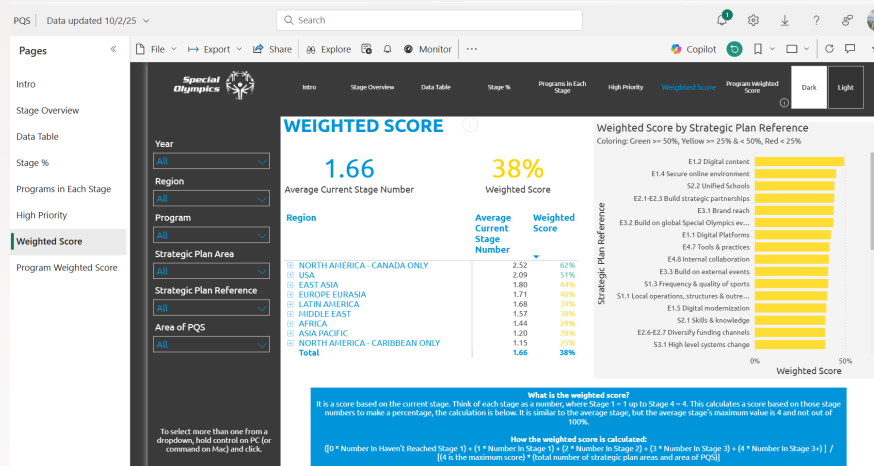 PQS Data updated 10/2/25
Search
1
Pages
File Export Share Explore Monitor ...
Copilot
Intro
Stage Overview
Data Table
Stage %
Programs in Each Stage
High Priority
Weighted Score
Program Weighted Score
Special
Olympics
Intro
Stage Overview
Data Table
Stage %
Programs in Each
Stage
High Priority
Weighted Score
Program Weighted
Score
Dark
Light
Year
All
Region
All
Program
All
Strategic Plan Area
All
Strategic Plan Reference
All
Area of PQS
All
To select more than one from a
dropdown, hold control on PC (or
command on Mac) and click.
WEIGHTED SCORE
1.66
Average Current Stage Number
38%
Weighted Score
Region
Average
Current
Stage
Number
Weighted
Score
NORTH AMERICA - CANADA ONLY 2.52 62%
USA 2.09 51%
EAST ASIA 1.80 44%
EUROPE EURASIA 1.71 40%
LATIN AMERICA 1.68 39%
MIDDLE EAST 1.57 38%
AFRICA 1.44 29%
ASIA PACIFIC 1.20 28%
NORTH AMERICA - CARIBBEAN ONLY 1.15 25%
Total 1.66 38%
Weighted Score by Strategic Plan Reference
Coloring: Green >= 50%, Yellow >= 25% & < 50%, Red < 25%
Strategic Plan Reference
E1.2 Digital content
E1.4 Secure online environment
S2.2 Unified Schools
E2.1-E2.3 Build strategic partnerships
E3.1 Brand reach
E3.2 Build on global Special Olympics ev...
E1.1 Digital Platforms
E4.7 Tools & practices
E4.8 Internal collaboration
E3.3 Build on external events
S1.3 Frequency & quality of sports
S1.1 Local operations, structures & outre...
E1.5 Digital modernization
S2.1 Skills & knowledge
E2.6-E2.7 Diversify funding channels
S3.1 High level systems change
0% 50%
Weighted Score
What is the weighted score?
It is a score based on the current stage. Think of each stage as a number, where Stage 1 = 1 up to Stage 4 = 4. This calculates a score based on those stage
numbers to make a percentage, the calculation is below. It is similar to the average stage, but the average stage's maximum value is 4 and not out of
100%.
How the weighted score is calculated:
([0 * Number In Haven't Reached Stage 1) + (1 * Number In Stage 1) + (2 * Number In Stage 2) + (3 * Number In Stage 3) + (4 * Number In Stage 3+) ] /
[(4 is the maximum score) * (total number of strategic plan areas and area of PQS)]